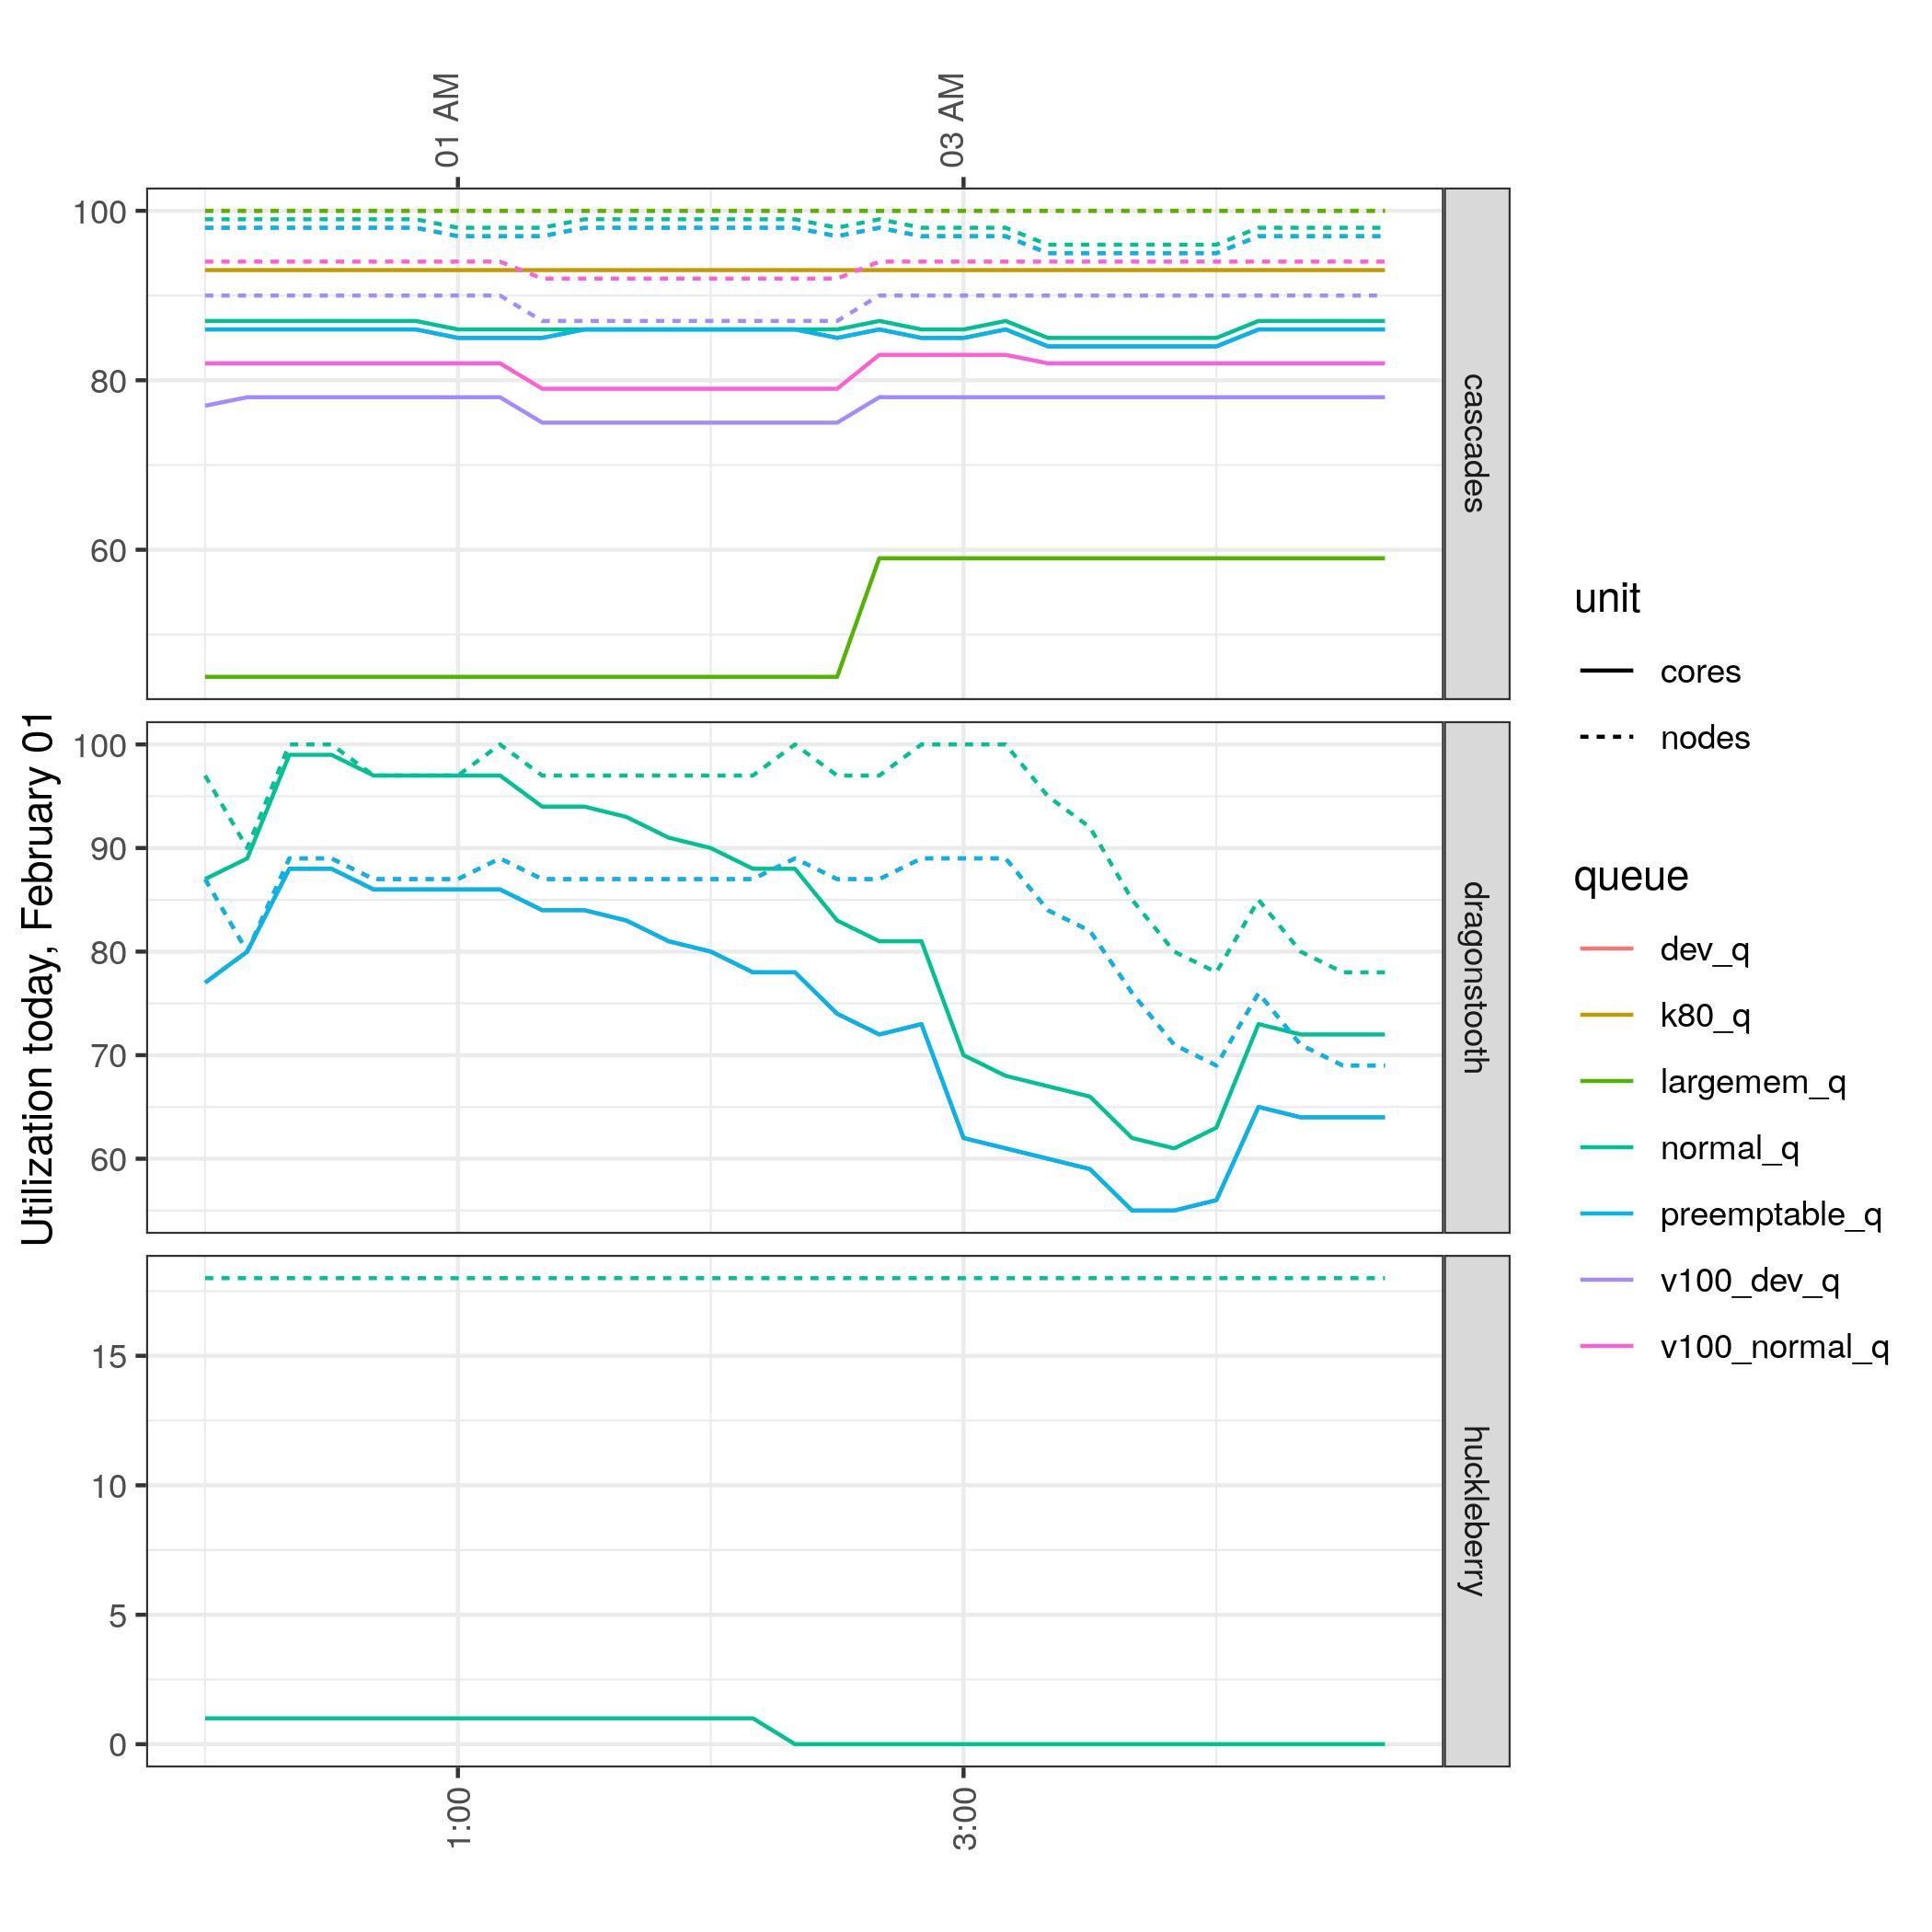 01 AM
03 AM
100
80
60
cascades
100
90
80
70
60
dragonstooth
15
10
5
0
huckleberry
1:00
3:00
Utilization today, February 01
unit
cores
nodes
queue
dev_q
k80_q
largemem_q
normal_q
preemptable_q
v100_dev_q
v100_normal_q